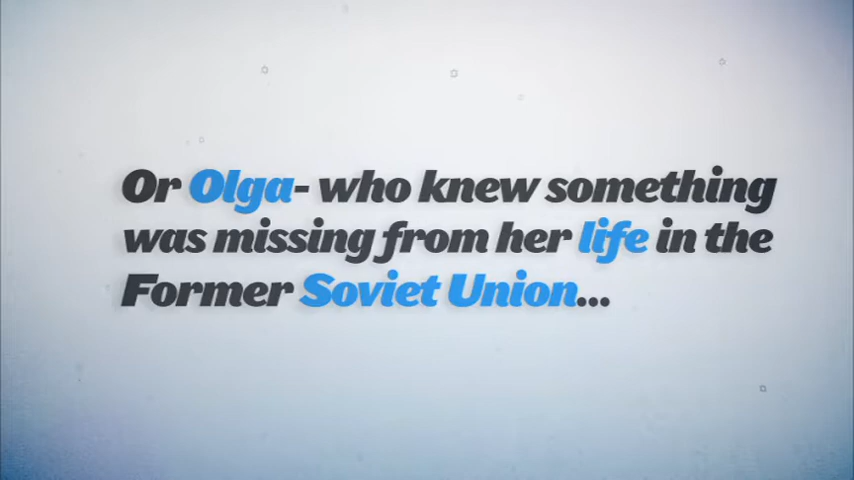 Or Olga- who knew something
was missing from her life in the
Former Soviet Union...